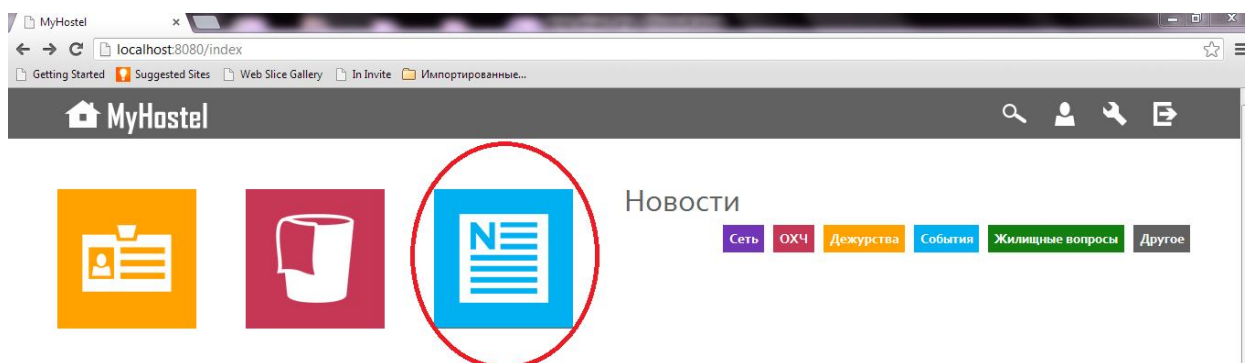 MyHostel
localhost:8080/index
Getting Started Suggested Sites Web Slice Gallery In Invite Импортированные...
MyHostel
N
Новости
Сеть ОХЧ Дежурства События Жилищные вопросы Другое